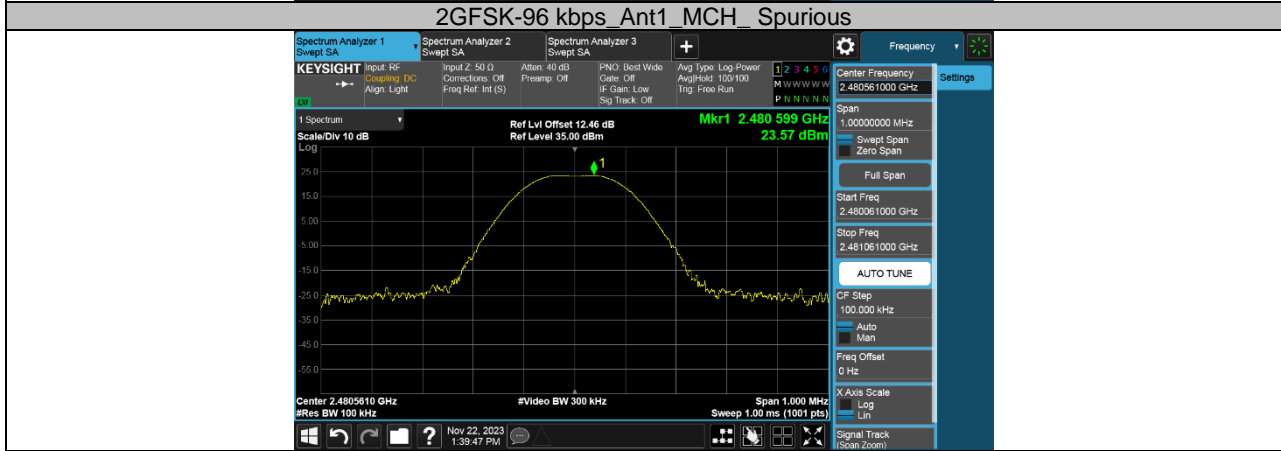 2GFSK-96 kbps_Ant1_MCH_ Spurious
Spectrum Analyzer 1
Swept SA
Spectrum Analyzer 2
Swept SA
Spectrum Analyzer 3
Swept SA
+
Frequency
KEYSIGHT
Input: RF
Coupling: DC
Align: Light
Input Z: 50 Ω
Corrections: Off
Freq Ref: Int (S)
Atten: 40 dB
Preamp: Off
PNO: Best Wide
Gate: Off
IF Gain: Low
Sig Track: Off
Avg Type: Log-Power
Avg|Hold: 100/100
Trig: Free Run
1 2 3 4 5 6
M W W W W W
P N N N N N
LXI
1 Spectrum
Scale/Div 10 dB
Log
Ref Lvl Offset 12.46 dB
Ref Level 35.00 dBm
Mkr1 2.480 599 GHz
23.57 dBm
1
25.0
15.0
5.00
-5.00
-15.0
-25.0
-35.0
-45.0
-55.0
Center 2.4805610 GHz
#Res BW 100 kHz
#Video BW 300 kHz
Span 1.000 MHz
Sweep 1.00 ms (1001 pts)
Center Frequency
2.480561000 GHz
Settings
Span
1.00000000 MHz
Swept Span
Zero Span
Full Span
Start Freq
2.480061000 GHz
Stop Freq
2.481061000 GHz
AUTO TUNE
CF Step
100.000 kHz
Auto
Man
Freq Offset
0 Hz
X Axis Scale
Log
Lin
Signal Track
(Span Zoom)
?
Nov 22, 2023
1:39:47 PM